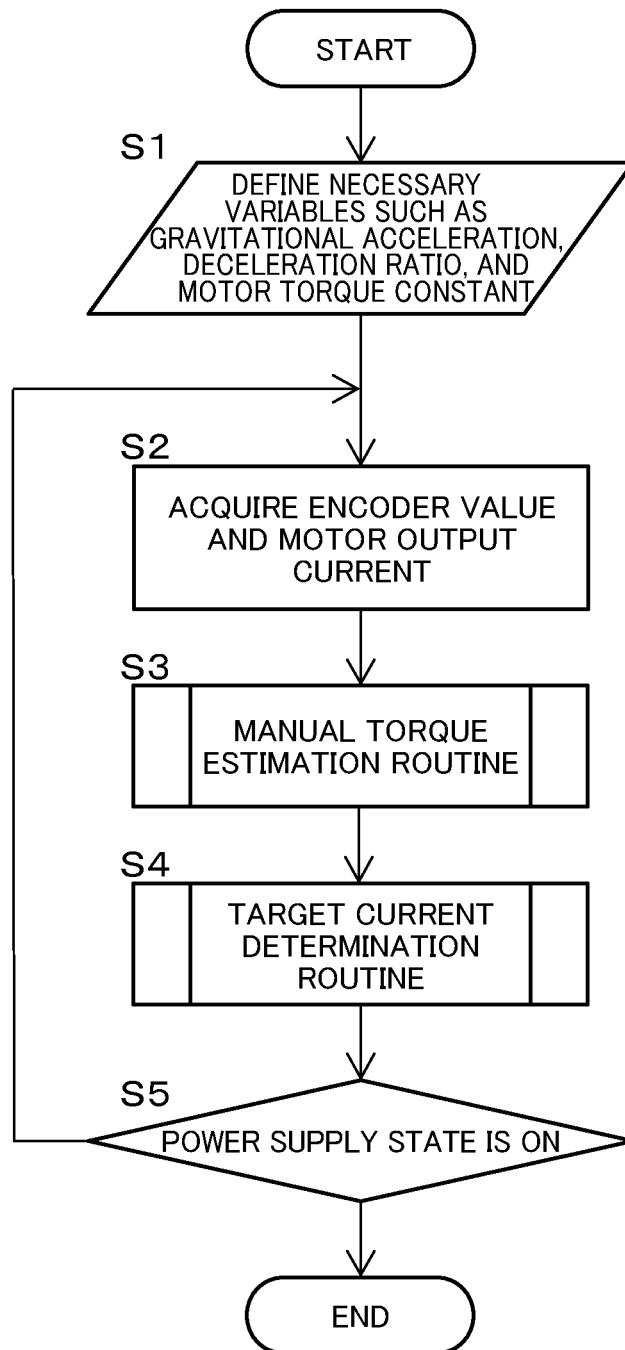 START
S1
DEFINE NECESSARY
VARIABLES SUCH AS
GRAVITATIONAL ACCELERATION,
DECELERATION RATIO, AND
MOTOR TORQUE CONSTANT
S2
ACQUIRE ENCODER VALUE
AND MOTOR OUTPUT
CURRENT
S3
MANUAL TORQUE
ESTIMATION ROUTINE
S4
TARGET CURRENT
DETERMINATION
ROUTINE
S5
POWER SUPPLY STATE IS ON
END